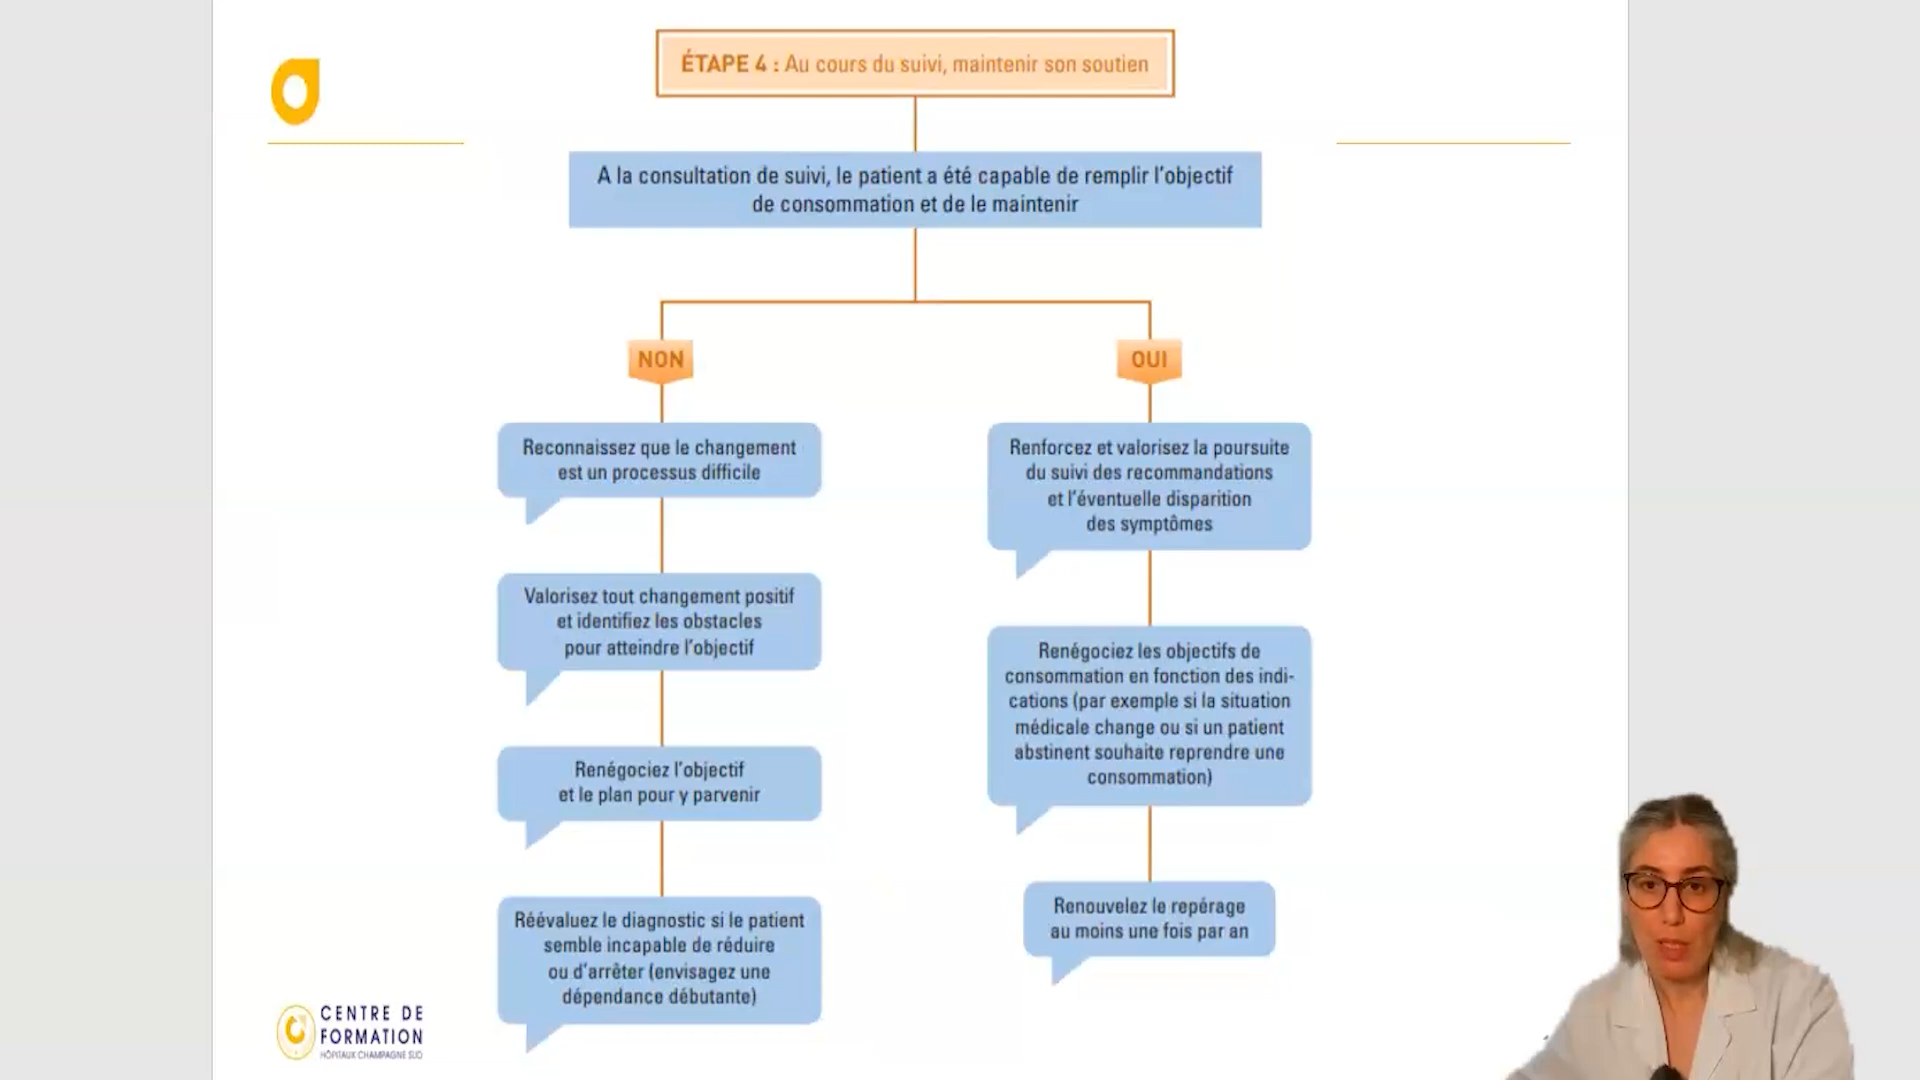 ÉTAPE 4 : Au cours du suivi, maintenir son soutien
A la consultation de suivi, le patient a été capable de remplir l'objectif
de consommation et de le maintenir
NON
Reconnaissez que le changement
est un processus difficile
Valorisez tout changement positif
et identifiez les obstacles
pour atteindre l'objectif
Renégociez l'objectif
et le plan pour y parvenir
Réévaluez le diagnostic si le patient
semble incapable de réduire
ou d'arrêter (envisagez une
dépendance débutante)
OUI
Renforcez et valorisez la poursuite
du suivi des recommandations
et l'éventuelle disparition
des symptômes
Renégociez les objectifs de
consommation en fonction des indi-
cations (par exemple si la situation
médicale change ou si un patient
abstinent souhaite reprendre une
consommation)
Renouvelez le repérage
au moins une fois par an
CENTRE DE
FORMATION
HÔPITAUX CHAMPAGNE SUD